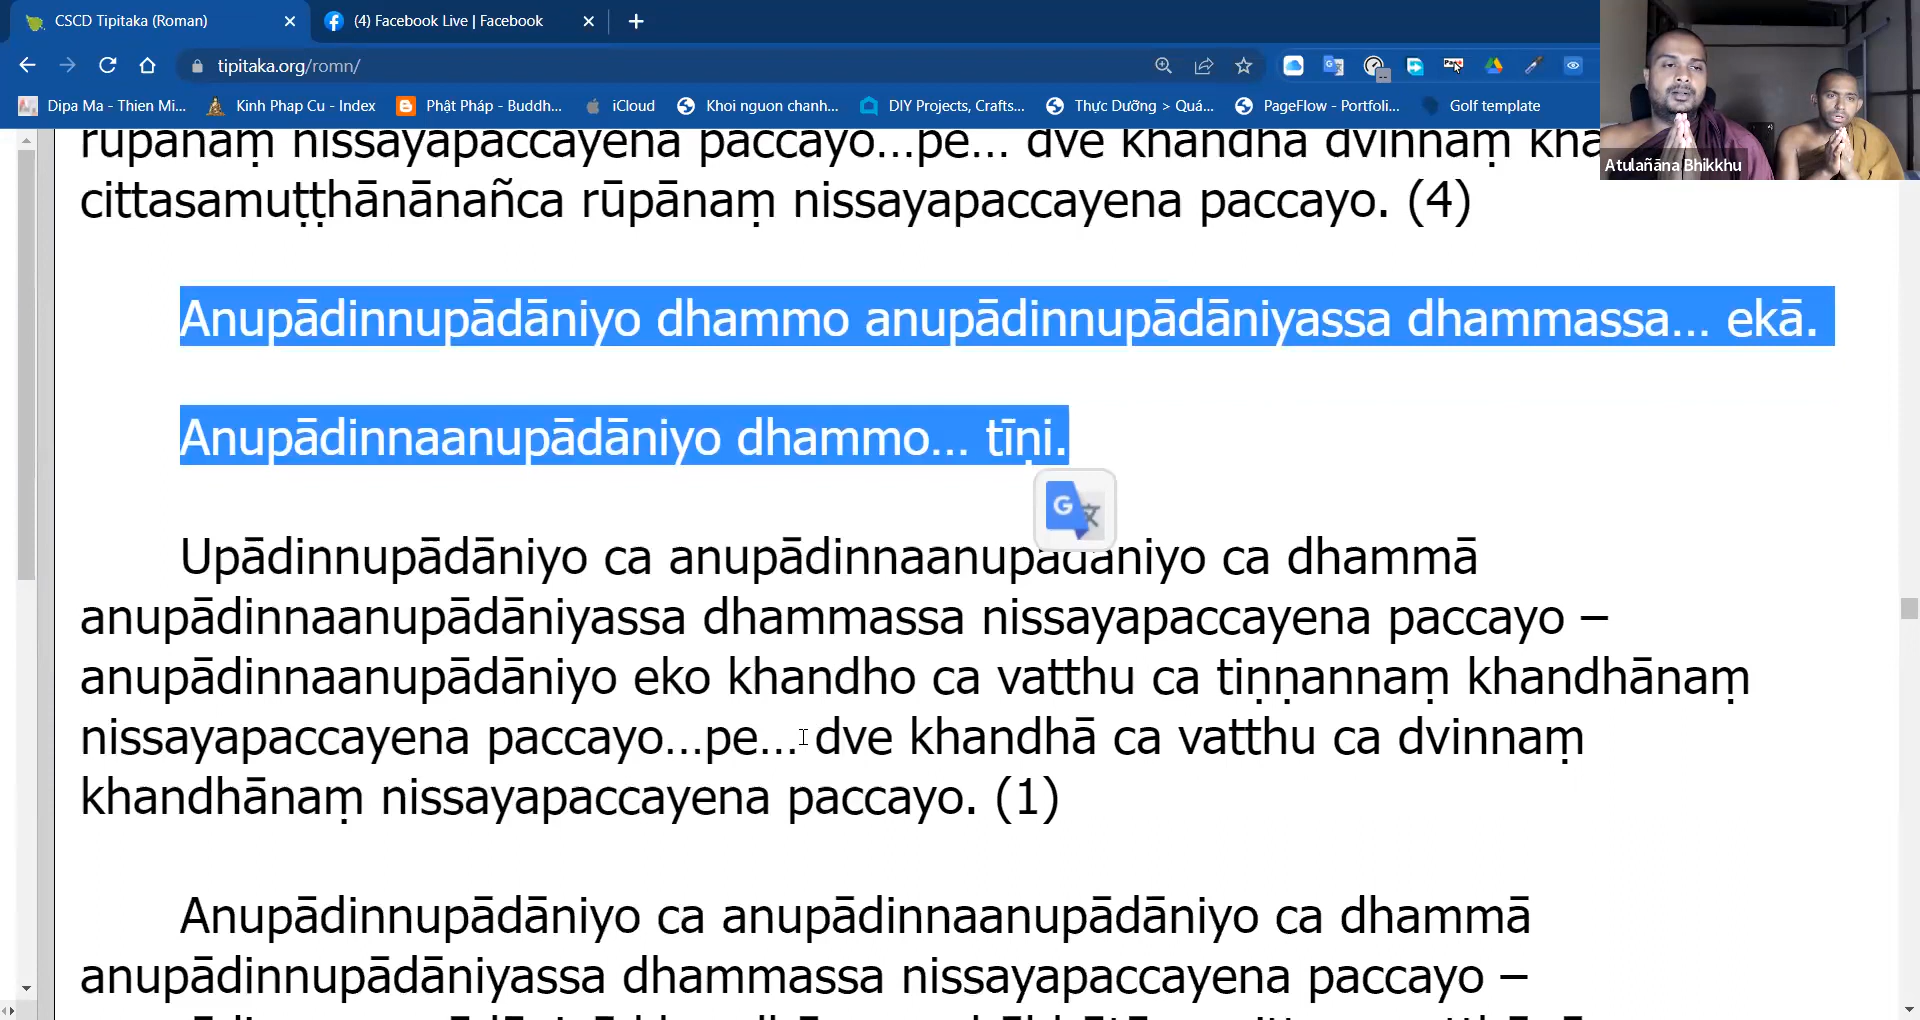 CSCD Tipitaka (Roman)
(4) Facebook Live | Facebook
tipitaka.org/romn/
Dipa Ma - Thien Mi...
Kinh Phap Cu - Index
Phật Pháp - Buddh...
iCloud
Khoi nguon chanh...
DIY Projects, Crafts...
Thực Dưỡng > Quá...
PageFlow - Portfolio...
Golf template
Atulañāna Bhikkhu
rūpānaṃ nissayapaccayena paccayo…pe… dve khandhā dvinnaṃ kha
cittasamuṭṭhānānañca rūpānaṃ nissayapaccayena paccayo. (4)
Anupādinnupādāniyo dhammo anupādinnupādāniyassa dhammassa… ekā.
Anupādinnaanupādāniyo dhammo… tīṇi.
Upādinnupādāniyo ca anupādinnaanupādāniyo ca dhammā
anupādinnaanupādāniyassa dhammassa nissayapaccayena paccayo –
anupādinnaanupādāniyo eko khandho ca vatthu ca tiṇṇannaṃ khandhānaṃ
nissayapaccayena paccayo…pe… dve khandhā ca vatthu ca dvinnaṃ
khandhānaṃ nissayapaccayena paccayo. (1)
Anupādinnupādāniyo ca anupādinnaanupādāniyo ca dhammā
anupādinnupādāniyassa dhammassa nissayapaccayena paccayo –